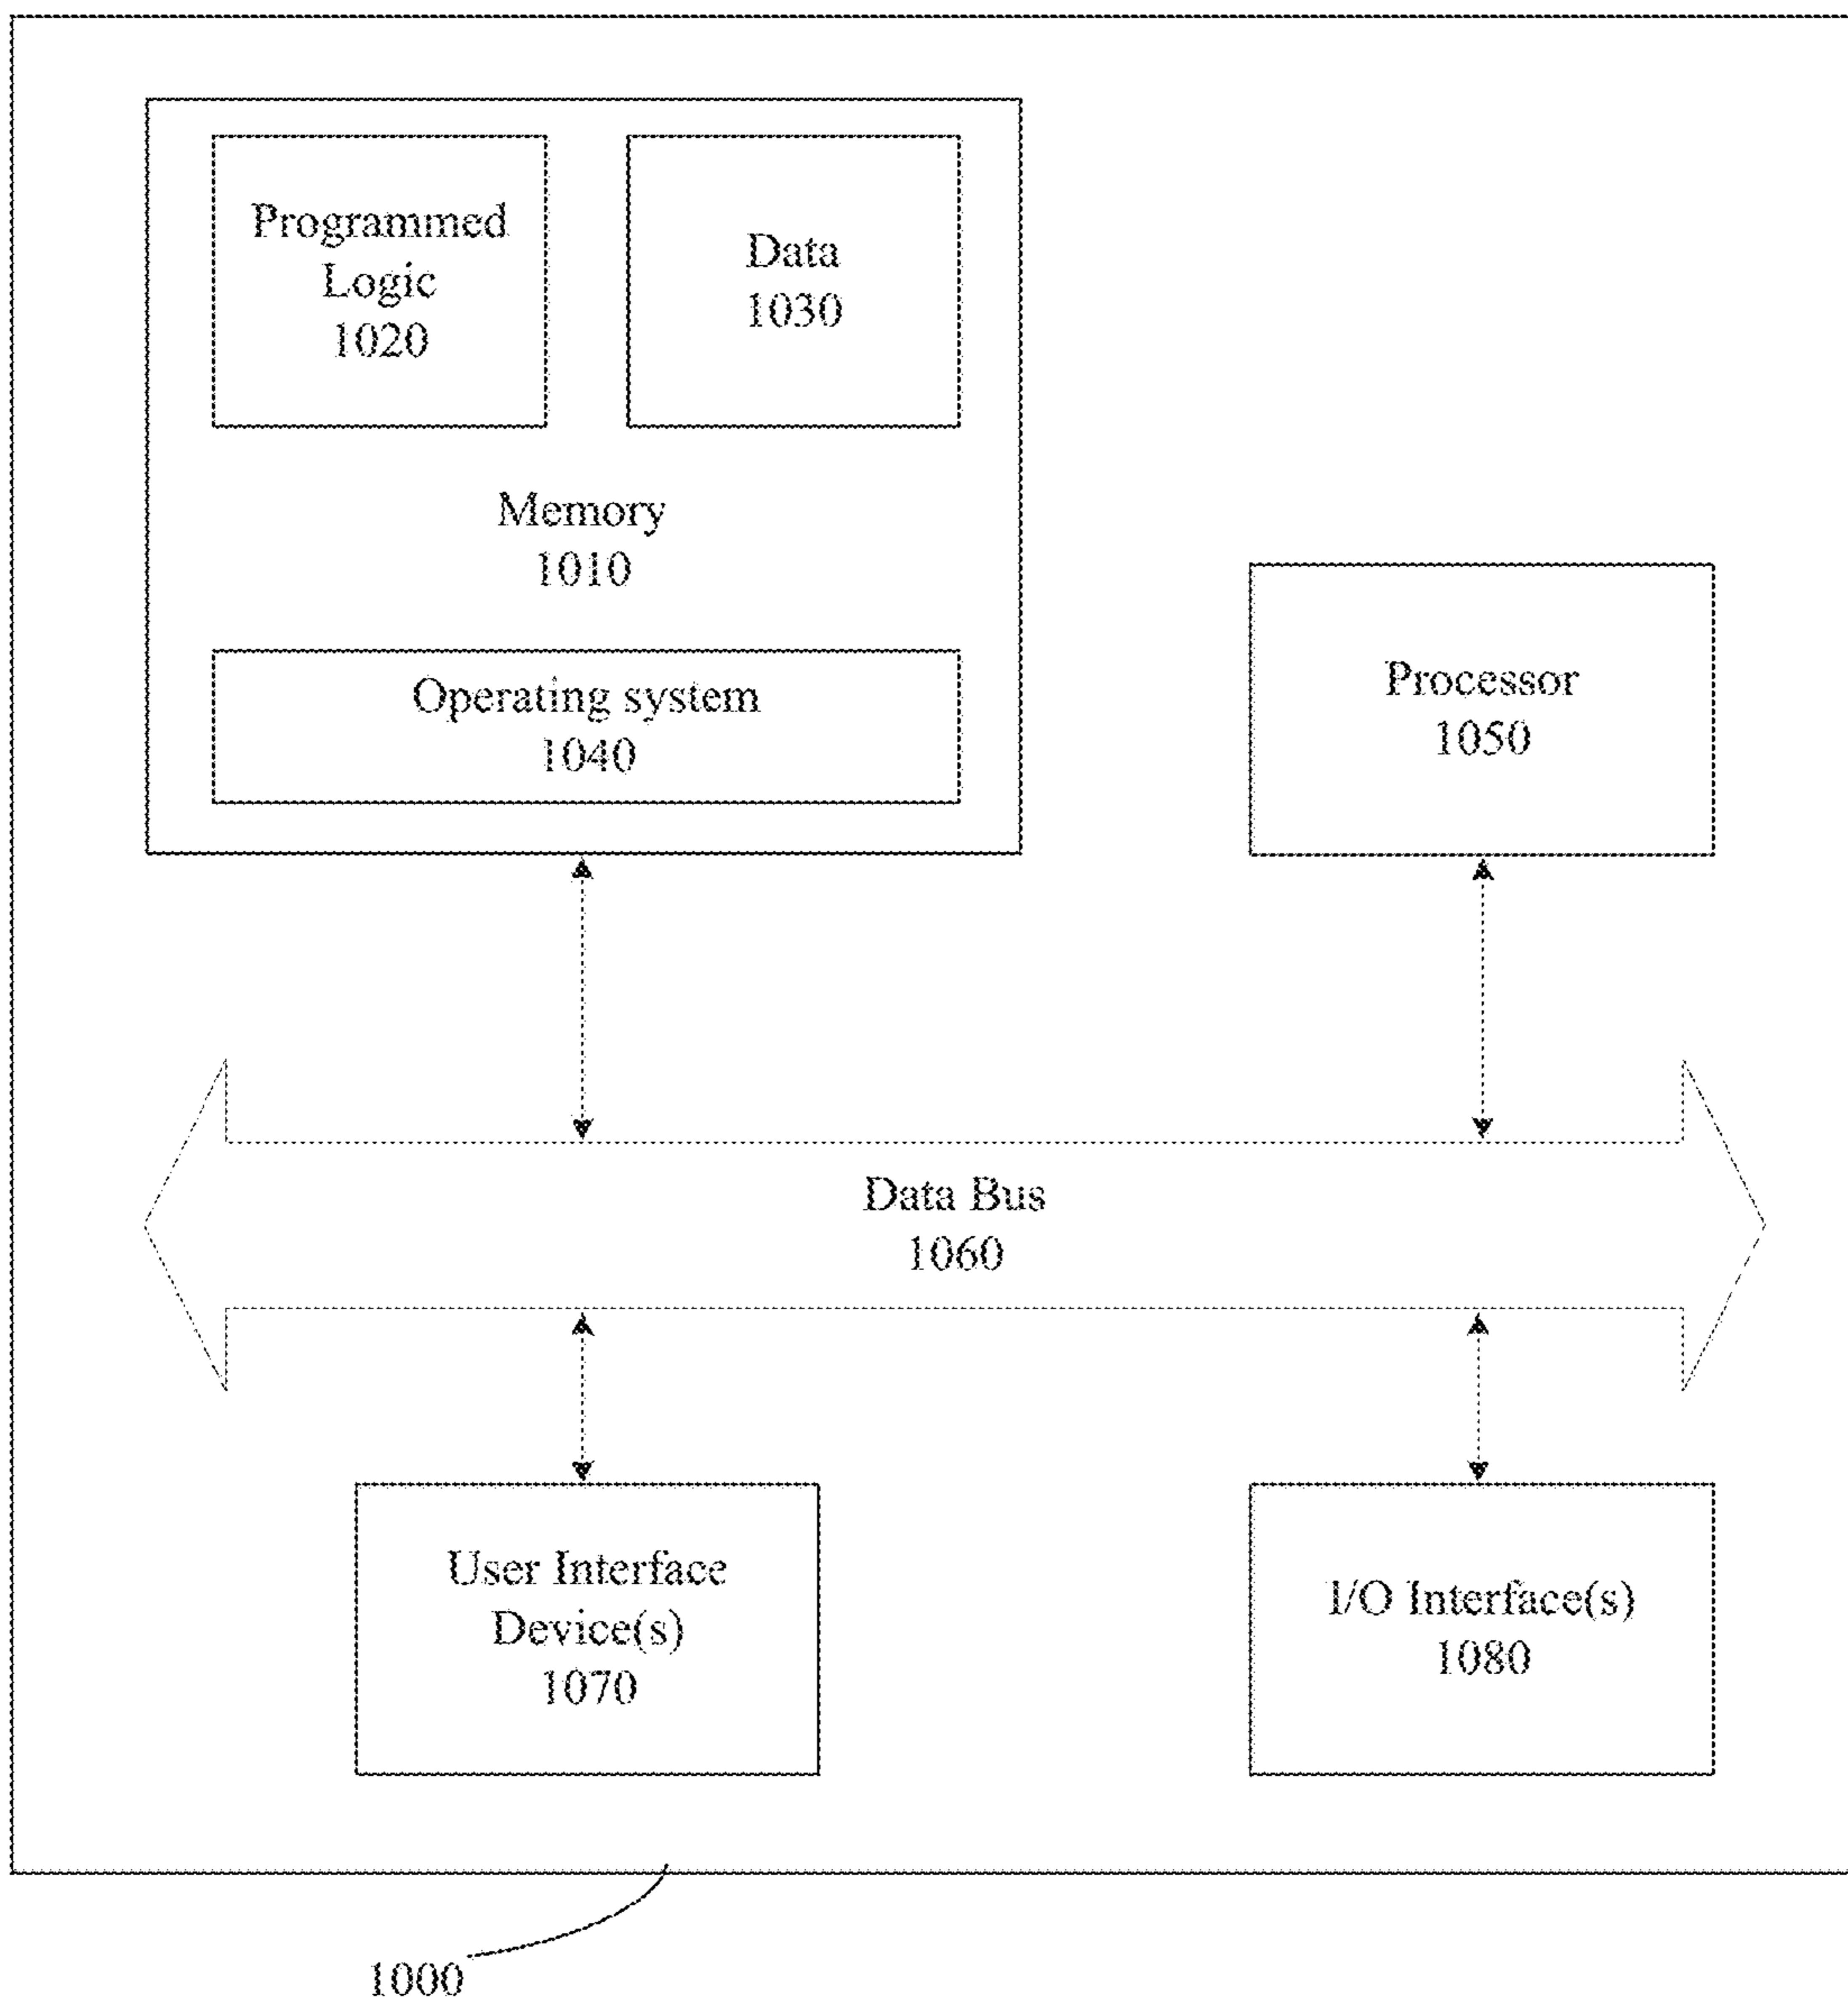 Programmed
Logic
1020
Data
1030
Memory
1010
Operating system
1040
Processor
1050
Data Bus
1060
User Interface
Device(s)
1070
I/O Interface(s)
1080
1000